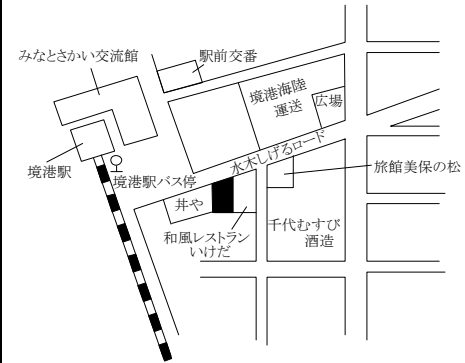 みなとさかい交流館
駅前交番
境港海陸
運送
広場
水木しげるロード
境港駅
境港駅バス停
旅館美保の松
丼や
千代むすび
酒造
和風レストラン
いけだ